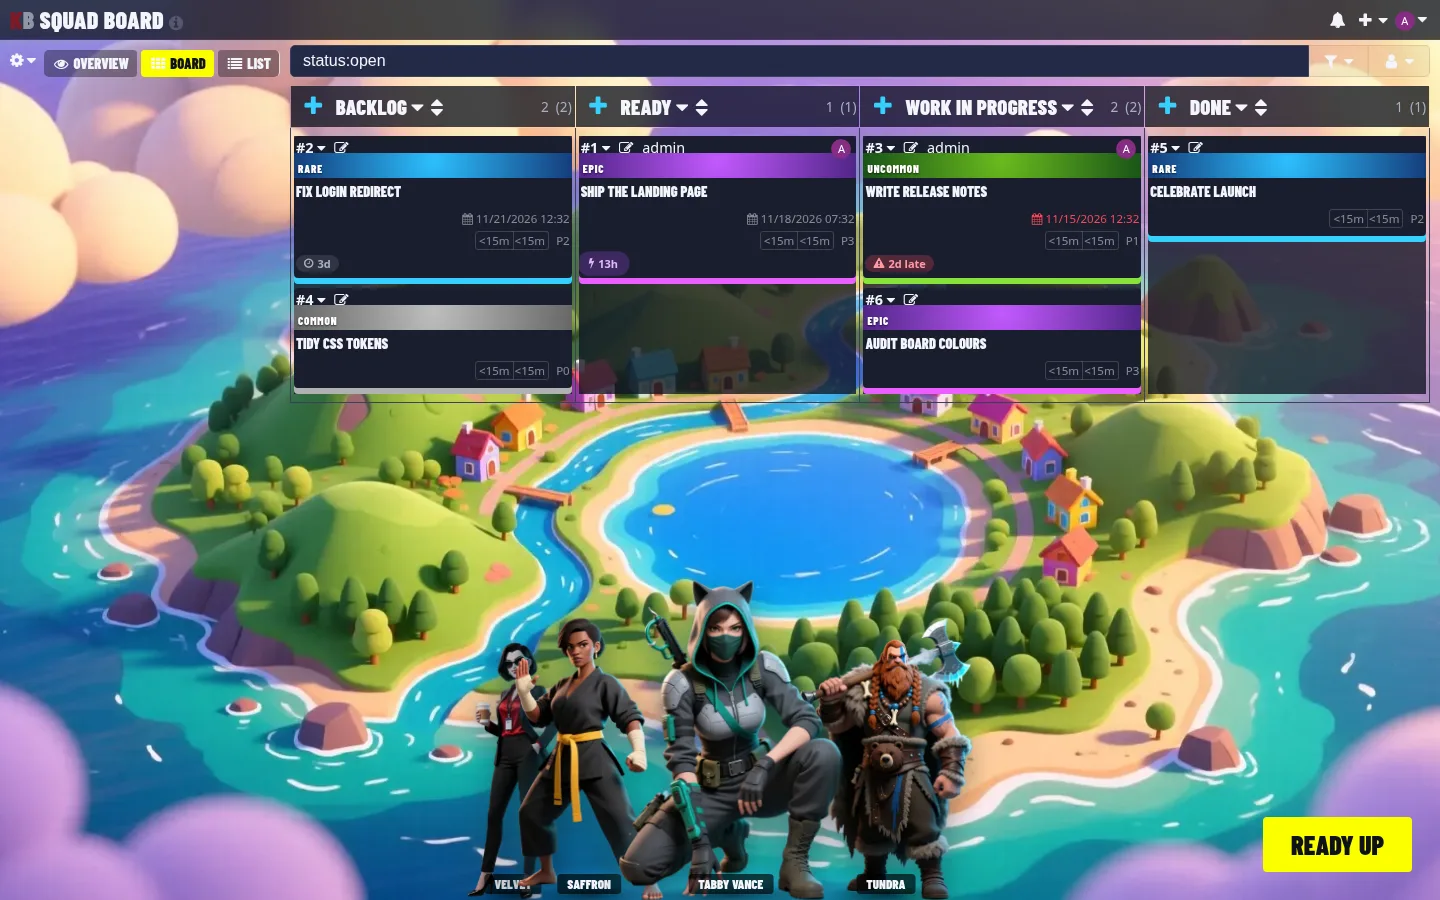 KB SQUAD BOARD
A
OVERVIEW
BOARD
LIST
status:open
BACKLOG
2 (2)
READY
1 (1)
WORK IN PROGRESS
2 (2)
DONE
1 (1)
#2
RARE
FIX LOGIN REDIRECT
11/21/2026 12:32
<15m <15m P2
3d
#4
COMMON
TIDY CSS TOKENS
<15m <15m P0
#1 admin A
EPIC
SHIP THE LANDING PAGE
11/18/2026 07:32
<15m <15m P3
13h
#3 admin A
UNCOMMON
WRITE RELEASE NOTES
11/15/2026 12:32
<15m <15m P1
2d late
#6
EPIC
AUDIT BOARD COLOURS
<15m <15m P3
#5
RARE
CELEBRATE LAUNCH
<15m <15m P2
READY UP
VELVET
SAFFRON
TABBY VANCE
TUNDRA